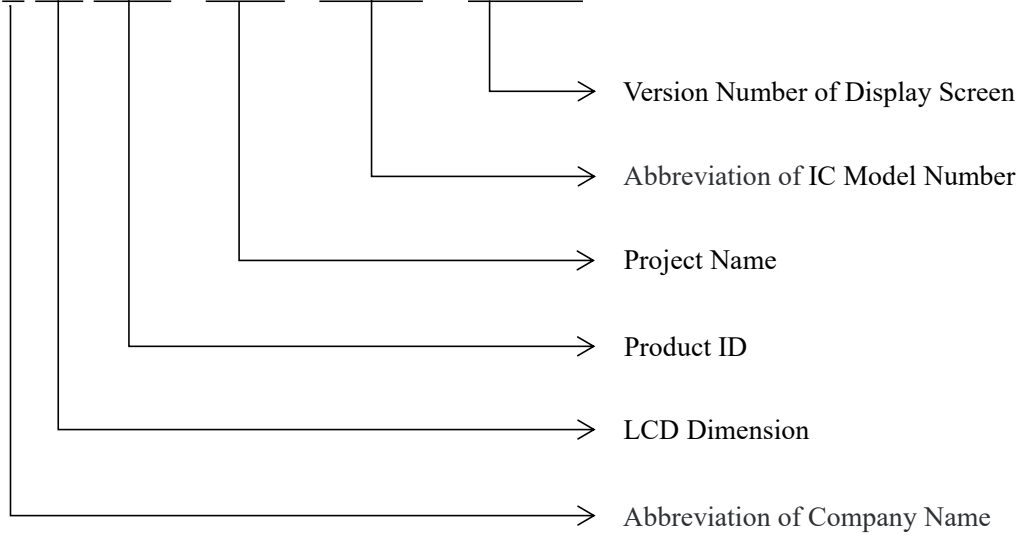 Version Number of Display Screen
Abbreviation of IC Model Number
Project Name
Product ID
LCD Dimension
Abbreviation of Company Name